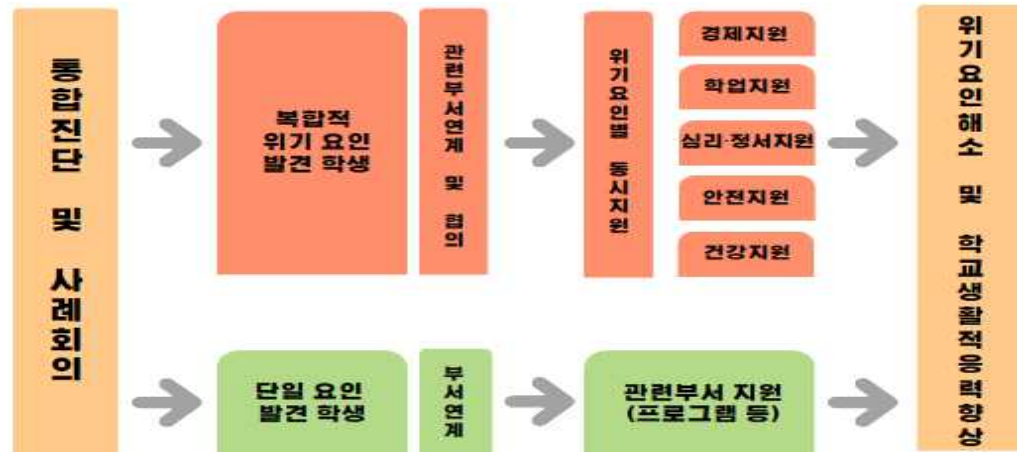 통합진단 및 사례회의
복합적
위기 요인
발견 학생
관련부서연계 및 협의
위기요인별 동시지원
경제지원
학업지원
심리·정서지원
안전지원
건강지원
단일 요인
발견 학생
부서연계
관련부서 지원
(프로그램 등)
위기요인해소 및 학교생활적응력향상